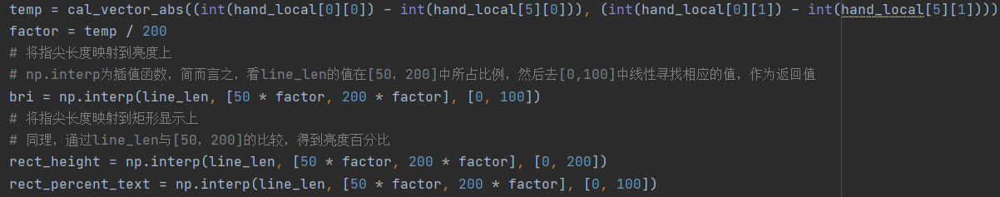 temp = cal_vector_abs((int(hand_local[0][0]) - int(hand_local[5][0])), (int(hand_local[0][1]) - int(hand_local[5][1])))
factor = temp / 200
# 将指尖长度映射到亮度上
# np.interp为插值函数，简而言之，看line_len的值在[50，200]中所占比例，然后去[0,100]中线性寻找相应的值，作为返回值
bri = np.interp(line_len, [50 * factor, 200 * factor], [0, 100])
# 将指尖长度映射到矩形显示上
# 同理，通过line_len与[50，200]的比较，得到亮度百分比
rect_height = np.interp(line_len, [50 * factor, 200 * factor], [0, 200])
rect_percent_text = np.interp(line_len, [50 * factor, 200 * factor], [0, 100])